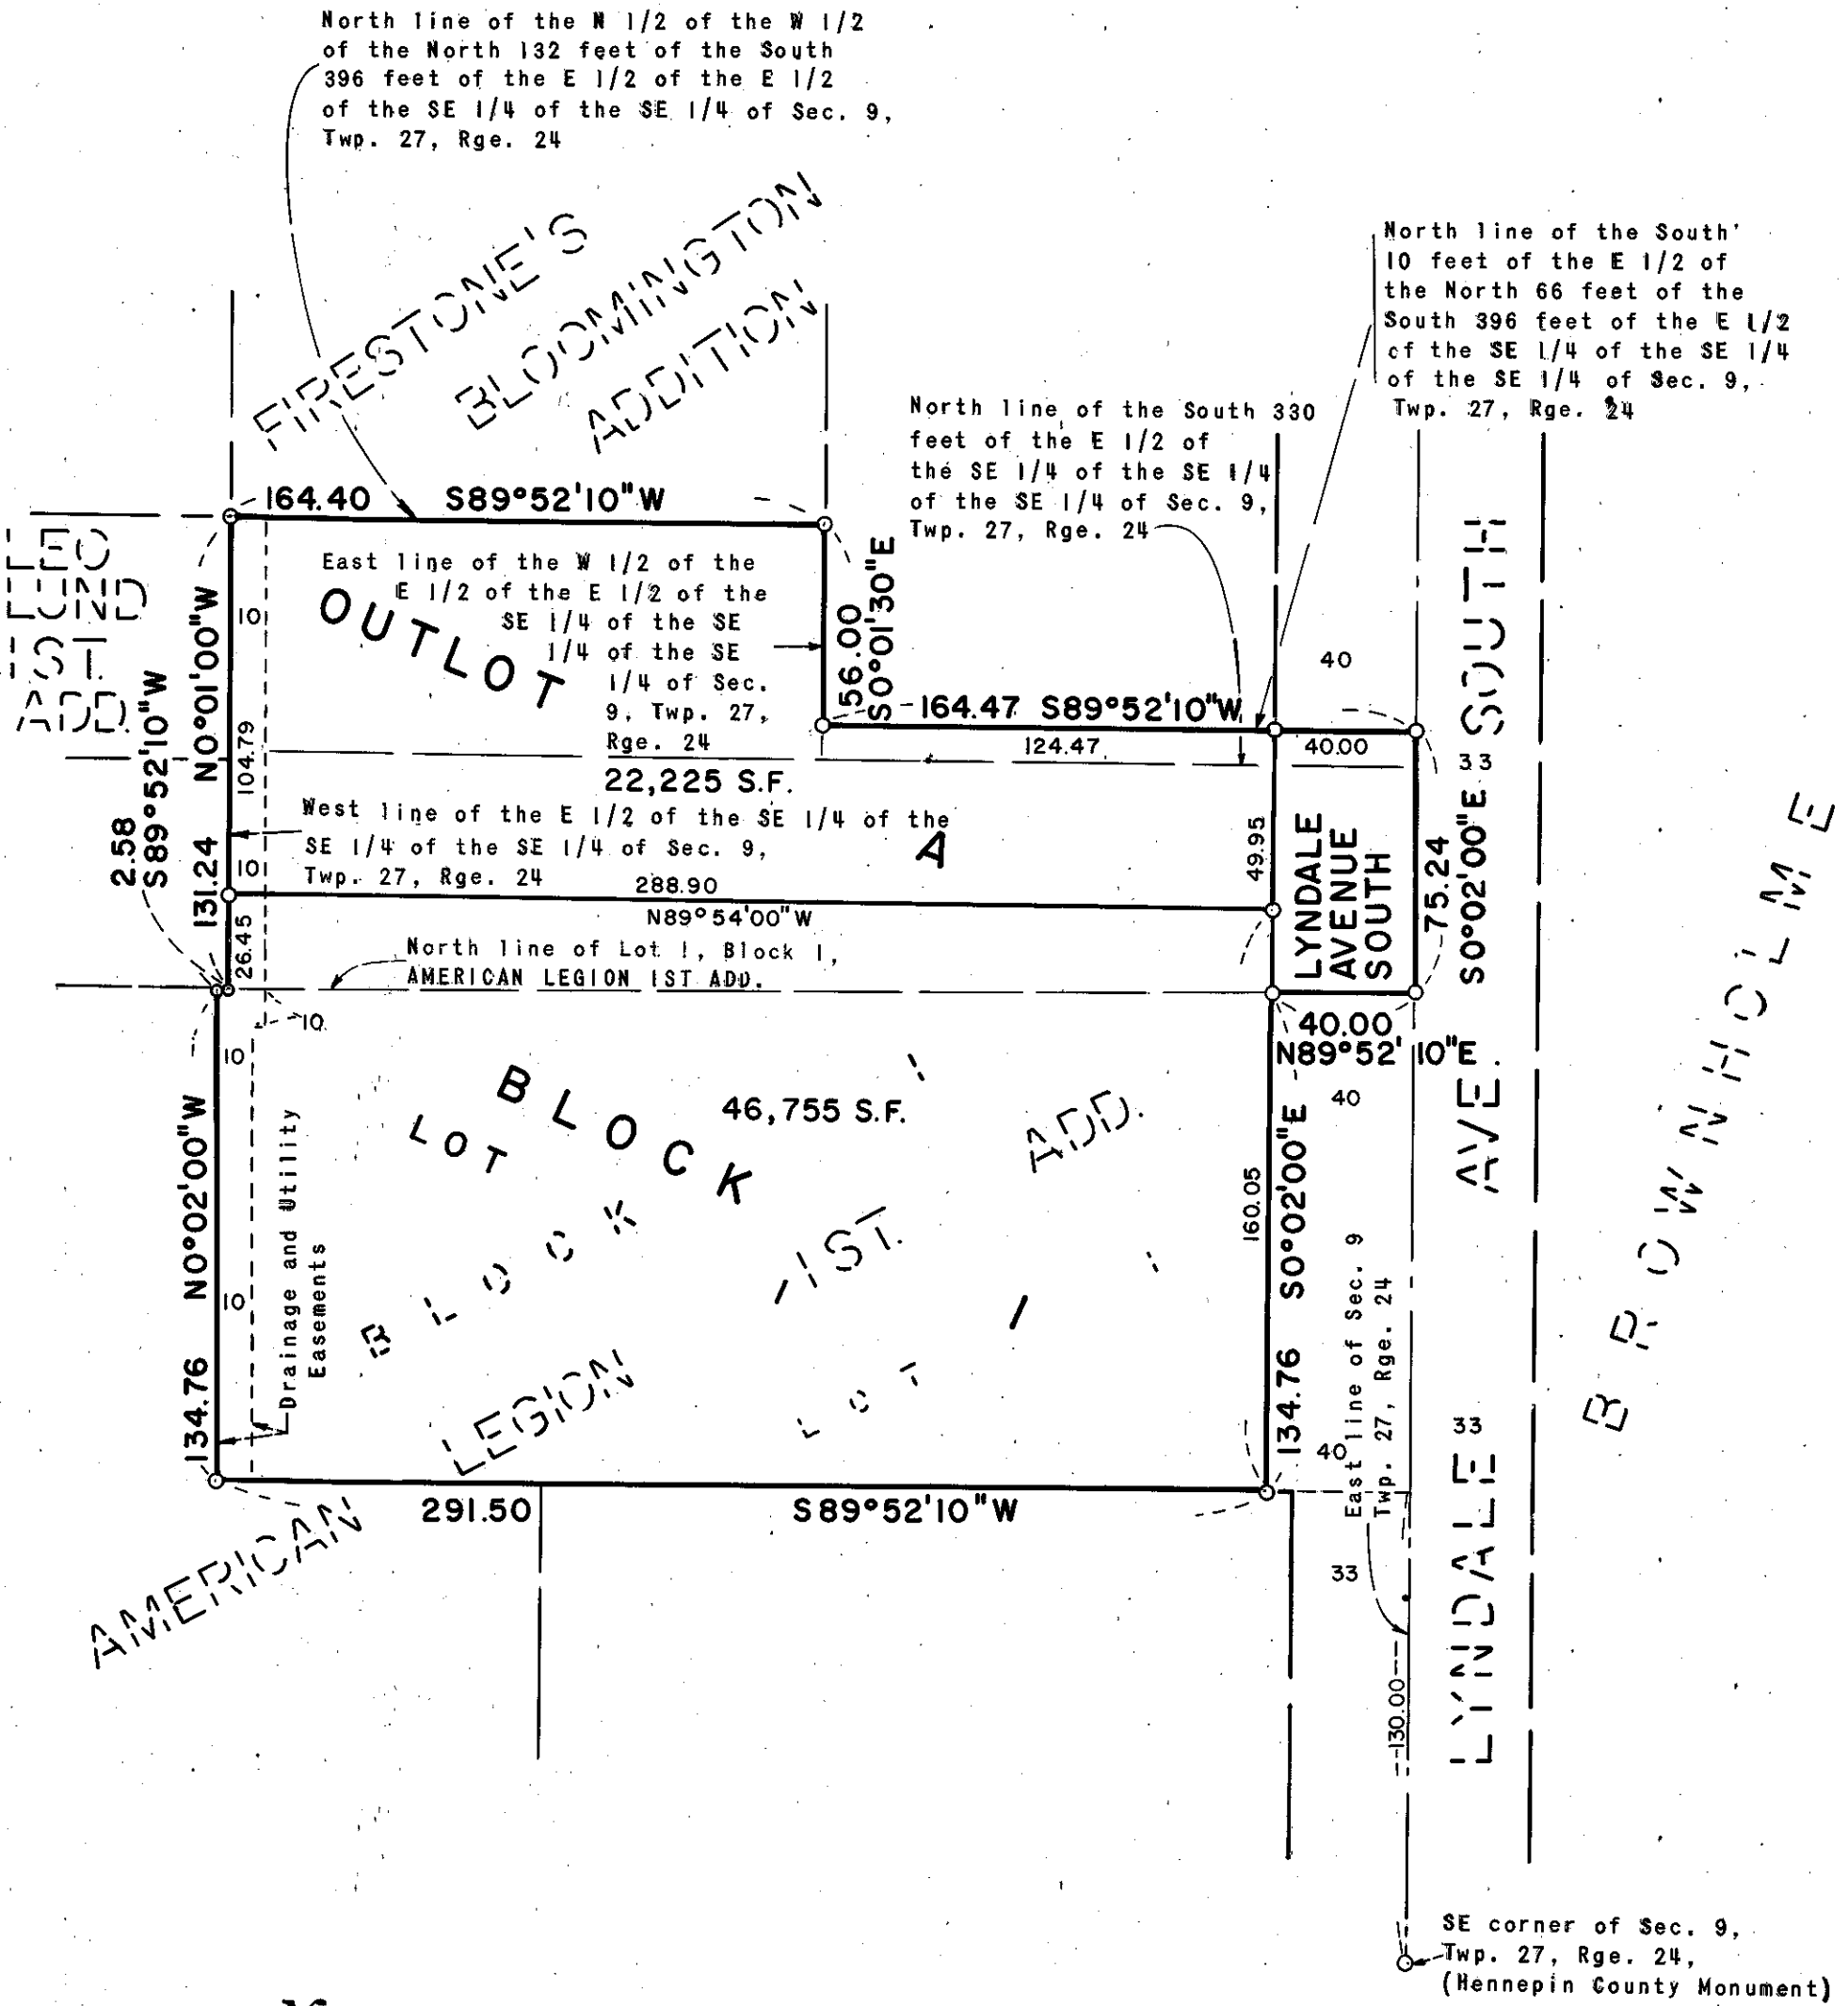 North line of the N 1/2 of the W 1/2
of the North 132 feet of the South
396 feet of the E 1/2 of the E 1/2
of the SE 1/4 of the SE 1/4 of Sec. 9,
Twp. 27, Rge. 24
FIRESTONE'S
BLOOMINGTON
ADDITION
North line of the South
10 feet of the E 1/2 of
the North 66 feet of the
South 396 feet of the E 1/2
of the SE 1/4 of the SE 1/4
of the SE 1/4 of Sec. 9,
Twp. 27, Rge. 24
North line of the South 330
feet of the E 1/2 of
the SE 1/4 of the SE 1/4
of the SE 1/4 of Sec. 9,
Twp. 27, Rge. 24
164.40 S89°52'10"W
LEO
LUND
1ST.
ADD.
East line of the W 1/2 of the
E 1/2 of the E 1/2 of the
SE 1/4 of the SE
1/4 of the SE
1/4 of Sec.
9, Twp. 27,
Rge. 24
OUTLOT
56.00
S0°01'30"E
10
N0°01'00"W
131.24
104.79
40
164.47 S89°52'10"W
124.47
40.00
33
22,225 S.F.
2.58
S89°52'10"W
West line of the E 1/2 of the SE 1/4 of the
SE 1/4 of the SE 1/4 of Sec. 9,
Twp. 27, Rge. 24
A
10
49.95
LYNDALE
AVENUE
SOUTH
75.24
S0°02'00"E
288.90
N89°54'00"W
26.45
North line of Lot 1, Block 1,
AMERICAN LEGION 1ST ADD.
10
40.00
N89°52'10"E
10
BLOCK
1
LOT
46,755 S.F.
ADD.
40
N0°02'00"W
134.76
Drainage and Utility
Easements
10
BLOCK
1
1ST.
1
1
LOT
160.05
S0°02'00"E
134.76
East line of Sec. 9
Twp. 27, Rge. 24
40
33
AMERICAN
LEGION
291.50 S89°52'10"W
33
130.00
LYNDALE AVE. SOUTH
BROWNHOLME
SE corner of Sec. 9,
Twp. 27, Rge. 24,
(Hennepin County Monument)